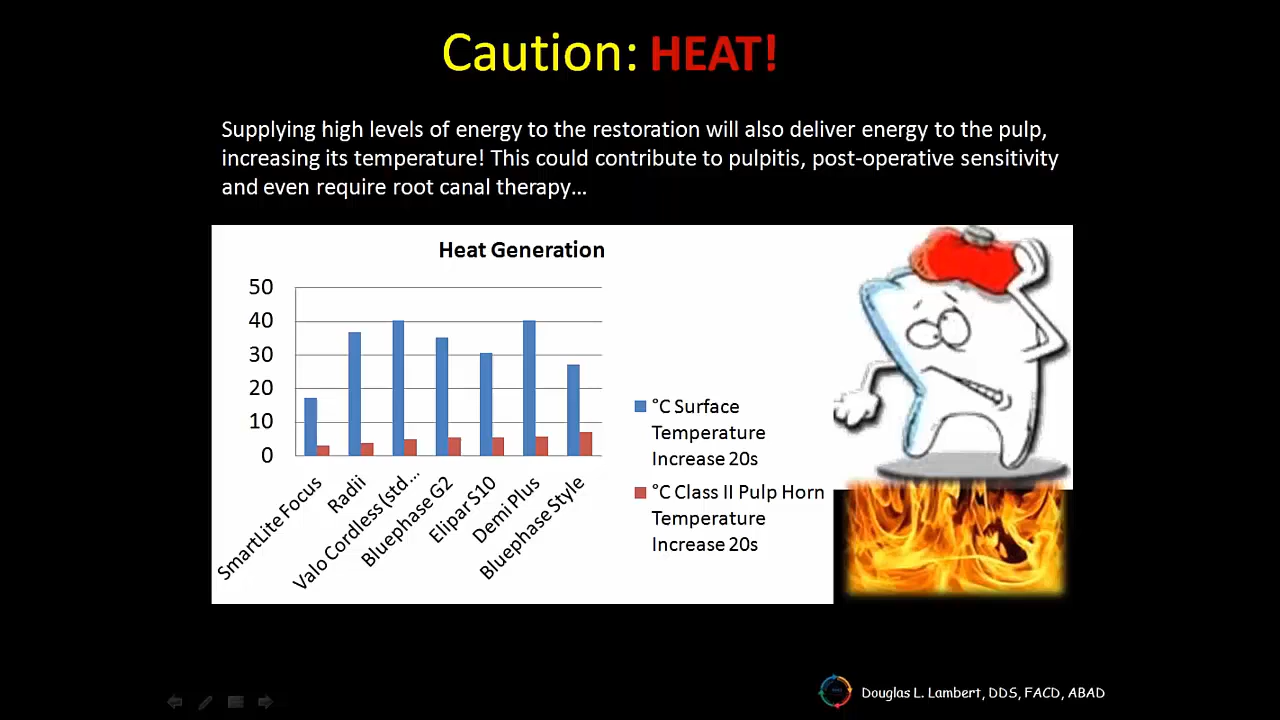 Caution: HEAT!
Supplying high levels of energy to the restoration will also deliver energy to the pulp,
increasing its temperature! This could contribute to pulpitis, post-operative sensitivity
and even require root canal therapy…
Heat Generation
50
40
30
20
10
0
SmartLite Focus
Radii
Valo Cordless (std…
Bluephase G2
Elipar S10
Demi Plus
Bluephase Style
°C Surface
Temperature
Increase 20s
°C Class II Pulp Horn
Temperature
Increase 20s
Douglas L. Lambert, DDS, FACD, ABAD